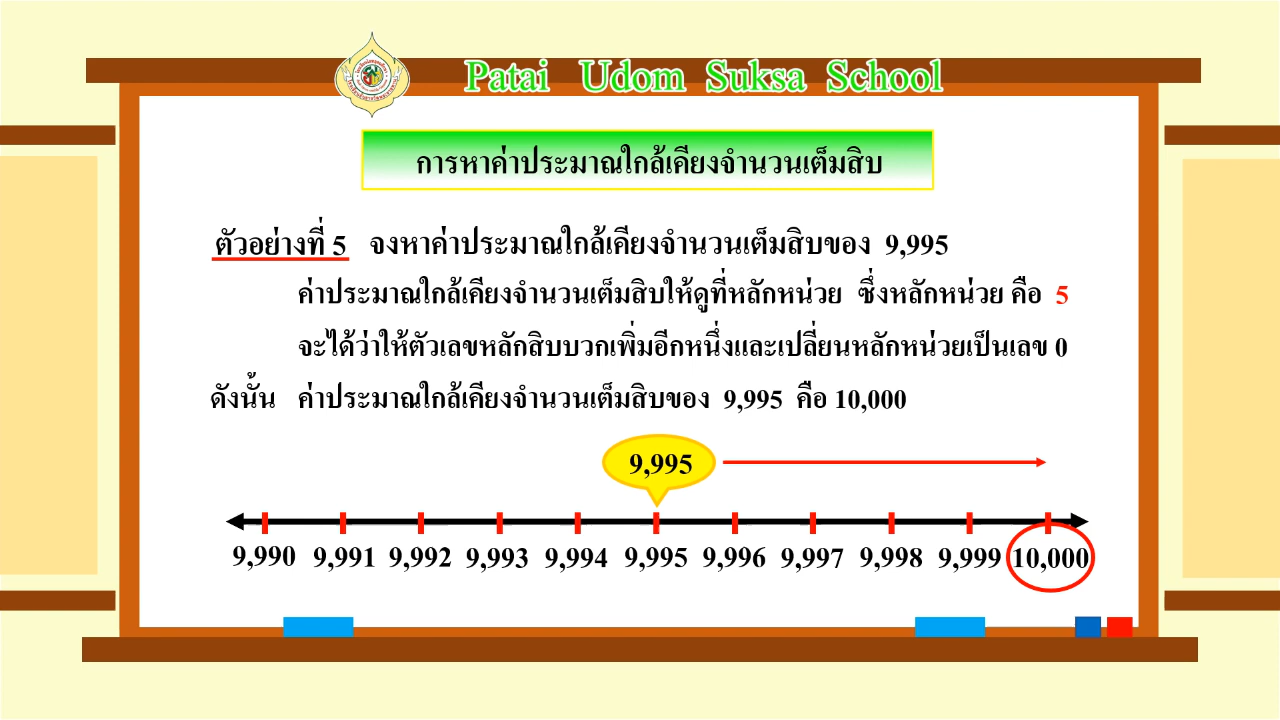 Patai Udom Suksa School
การหาค่าประมาณใกล้เคียงจำนวนเต็มสิบ
ตัวอย่างที่ 5 จงหาค่าประมาณใกล้เคียงจำนวนเต็มสิบของ 9,995
ค่าประมาณใกล้เคียงจำนวนเต็มสิบให้ดูที่หลักหน่วย ซึ่งหลักหน่วย คือ 5
จะได้ว่าให้ตัวเลขหลักสิบบวกเพิ่มอีกหนึ่งและเปลี่ยนหลักหน่วยเป็นเลข 0
ดังนั้น ค่าประมาณใกล้เคียงจำนวนเต็มสิบของ 9,995 คือ 10,000
9,995
9,990 9,991 9,992 9,993 9,994 9,995 9,996 9,997 9,998 9,999 10,000